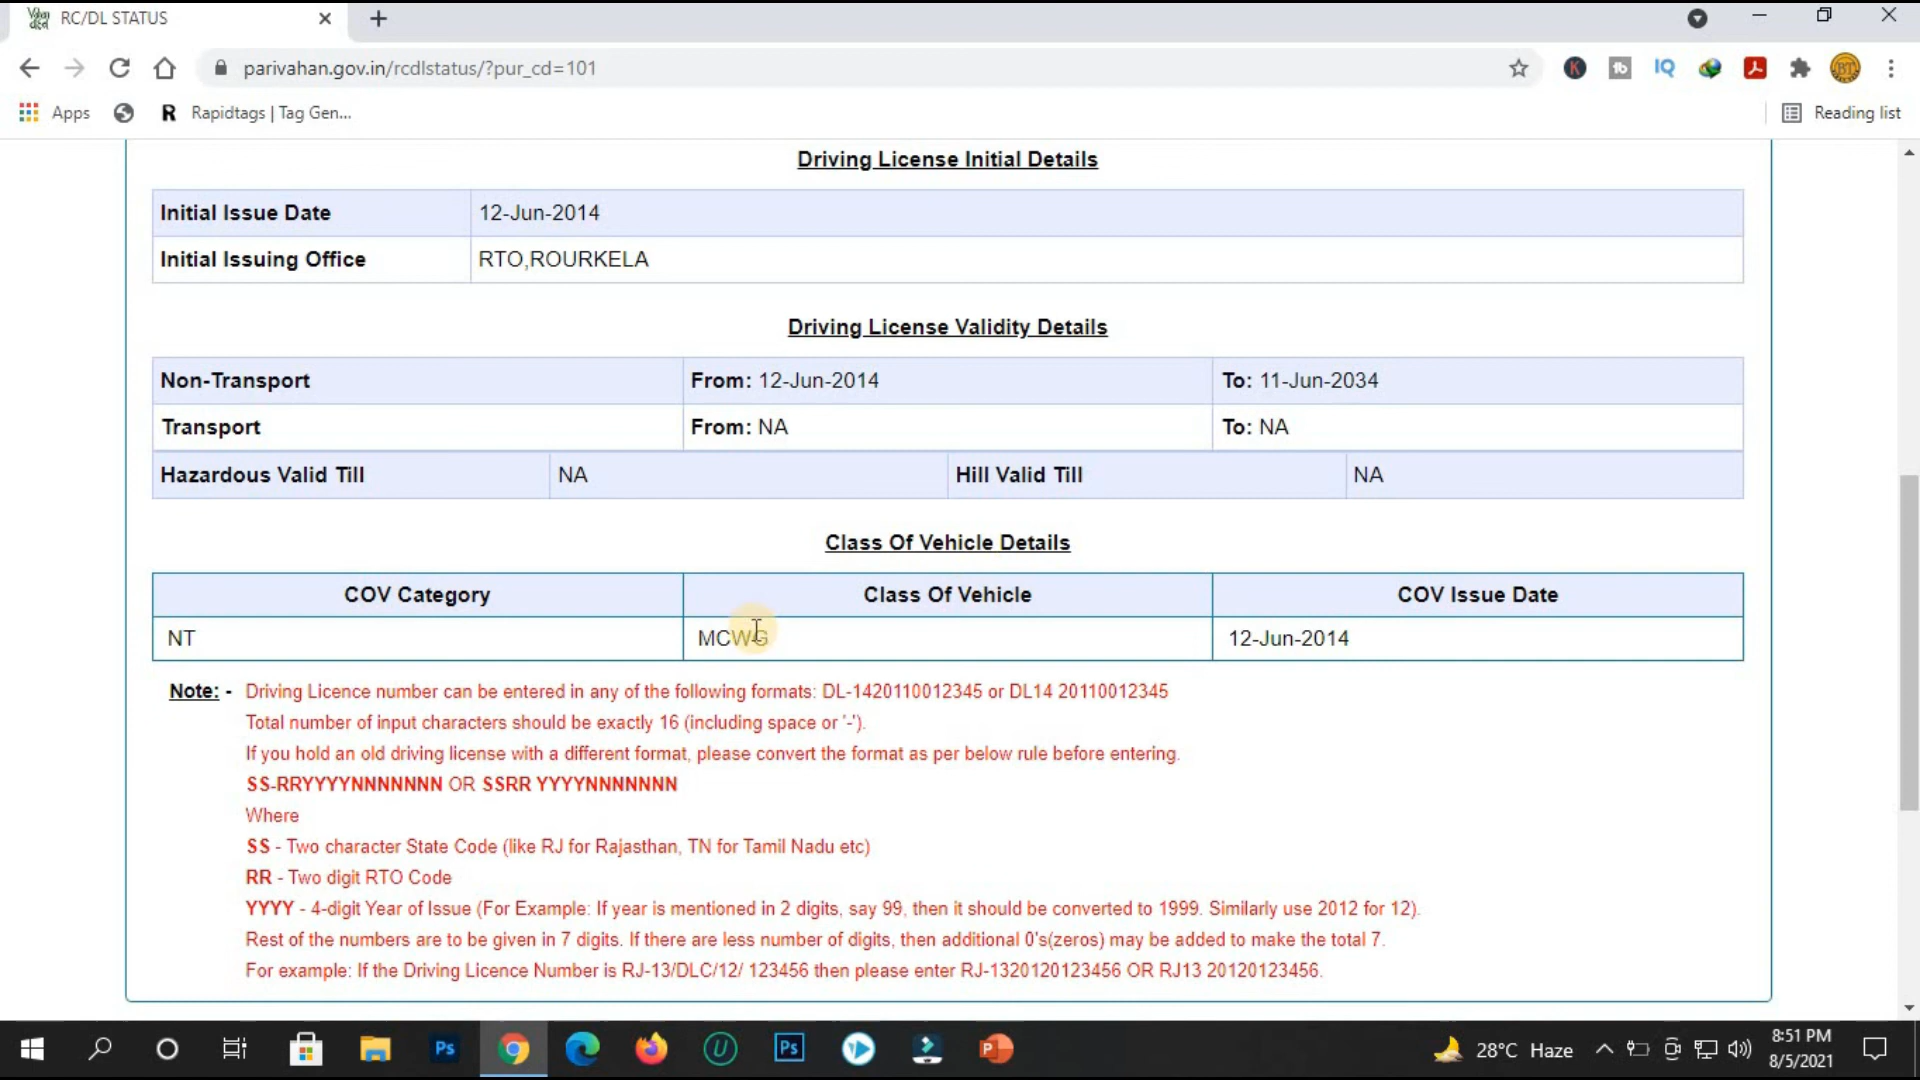 RC/DL STATUS
parivahan.gov.in/rcdlstatus/?pur_cd=101
Apps
Rapidtags | Tag Gen...
Reading list
Driving License Initial Details
Initial Issue Date 12-Jun-2014
Initial Issuing Office RTO,ROURKELA
Driving License Validity Details
Non-Transport From: 12-Jun-2014 To: 11-Jun-2034
Transport From: NA To: NA
Hazardous Valid Till NA Hill Valid Till NA
Class Of Vehicle Details
COV Category Class Of Vehicle COV Issue Date
NT MCWG 12-Jun-2014
Note: - Driving Licence number can be entered in any of the following formats: DL-1420110012345 or DL14 20110012345
Total number of input characters should be exactly 16 (including space or '-').
If you hold an old driving license with a different format, please convert the format as per below rule before entering.
SS-RRYYYYNNNNNNN OR SSRR YYYYNNNNNNN
Where
SS - Two character State Code (like RJ for Rajasthan, TN for Tamil Nadu etc)
RR - Two digit RTO Code
YYYY - 4-digit Year of Issue (For Example: If year is mentioned in 2 digits, say 99, then it should be converted to 1999. Similarly use 2012 for 12).
Rest of the numbers are to be given in 7 digits. If there are less number of digits, then additional 0's(zeros) may be added to make the total 7.
For example: If the Driving Licence Number is RJ-13/DLC/12/ 123456 then please enter RJ-1320120123456 OR RJ13 20120123456.
28°C Haze
8:51 PM
8/5/2021